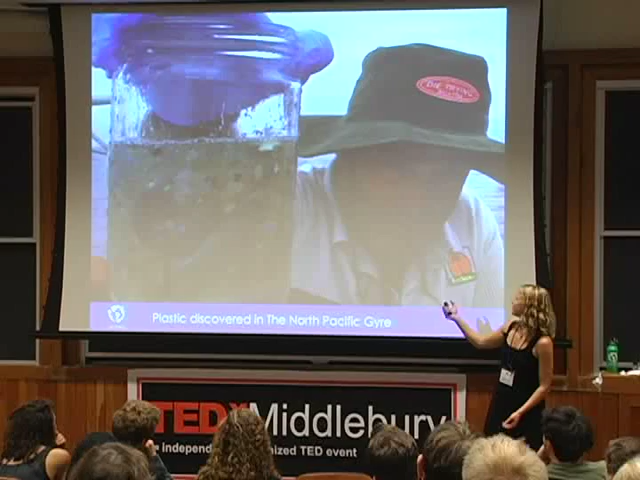 Plastic discovered in The North Pacific Gyre
TEDxMiddlebury
independ
ized TED event